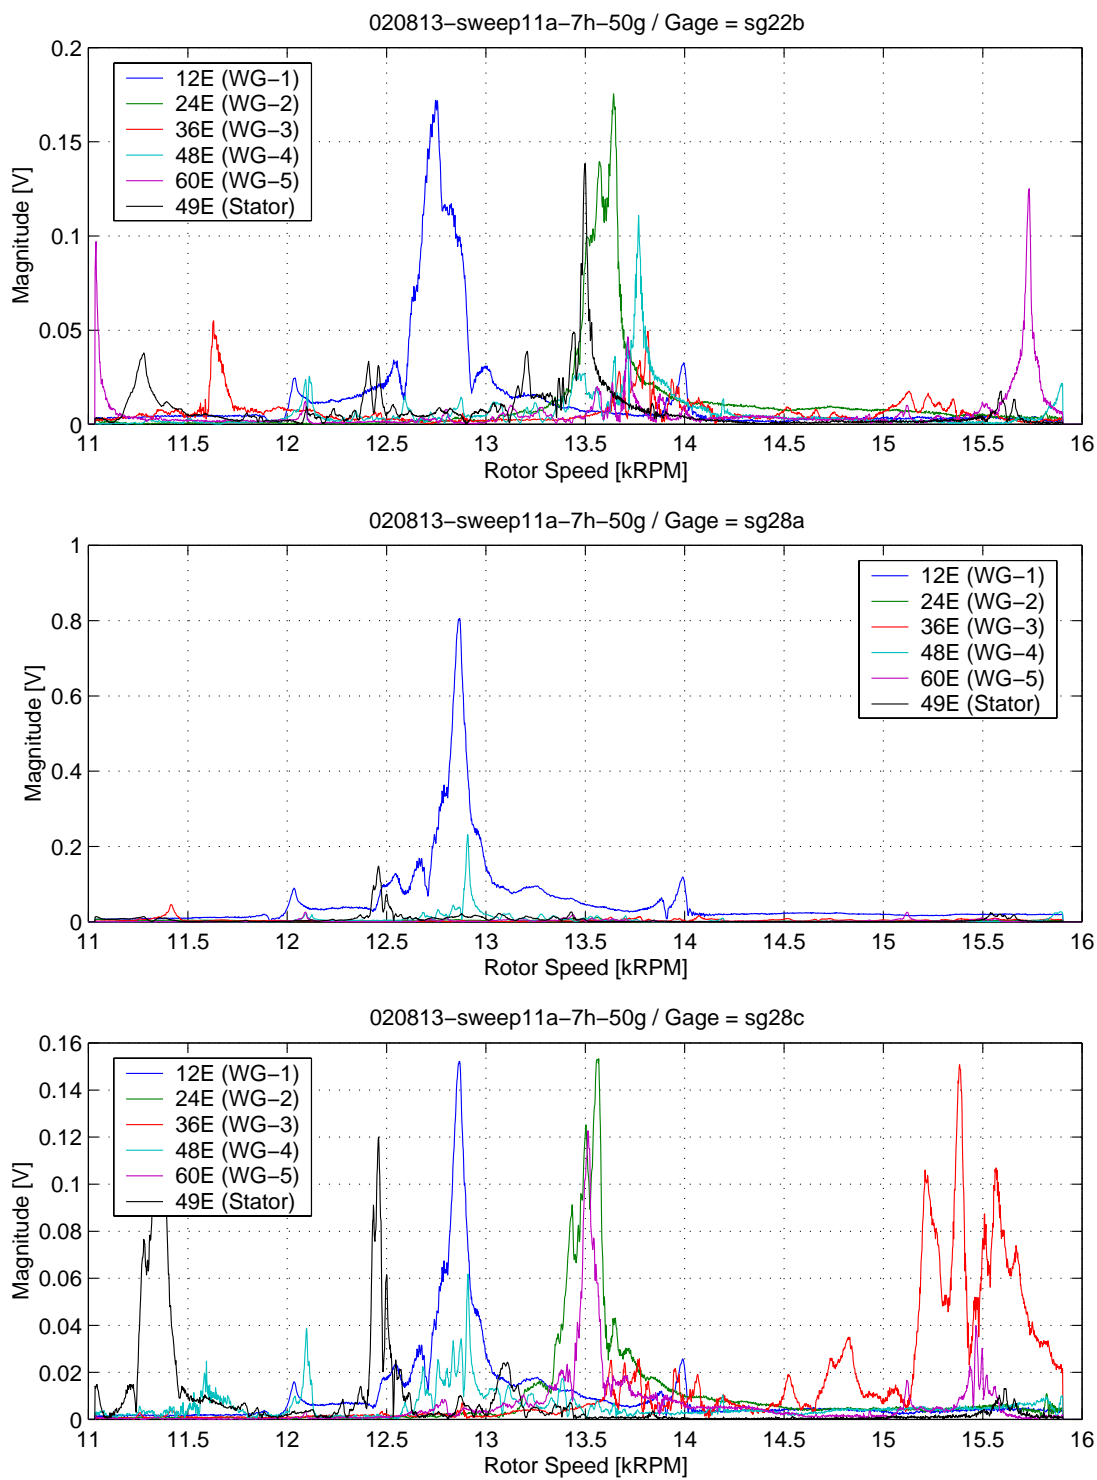 020813−sweep11a−7h−50g / Gage = sg22b
0.2
0.15
0.1
0.05
0
Magnitude [V]
12E (WG−1)
24E (WG−2)
36E (WG−3)
48E (WG−4)
60E (WG−5)
49E (Stator)
11 11.5 12 12.5 13 13.5 14 14.5 15 15.5 16
Rotor Speed [kRPM]
020813−sweep11a−7h−50g / Gage = sg28a
1
0.8
0.6
0.4
0.2
0
Magnitude [V]
12E (WG−1)
24E (WG−2)
36E (WG−3)
48E (WG−4)
60E (WG−5)
49E (Stator)
11 11.5 12 12.5 13 13.5 14 14.5 15 15.5 16
Rotor Speed [kRPM]
020813−sweep11a−7h−50g / Gage = sg28c
0.16
0.14
0.12
0.1
0.08
0.06
0.04
0.02
0
Magnitude [V]
12E (WG−1)
24E (WG−2)
36E (WG−3)
48E (WG−4)
60E (WG−5)
49E (Stator)
11 11.5 12 12.5 13 13.5 14 14.5 15 15.5 16
Rotor Speed [kRPM]